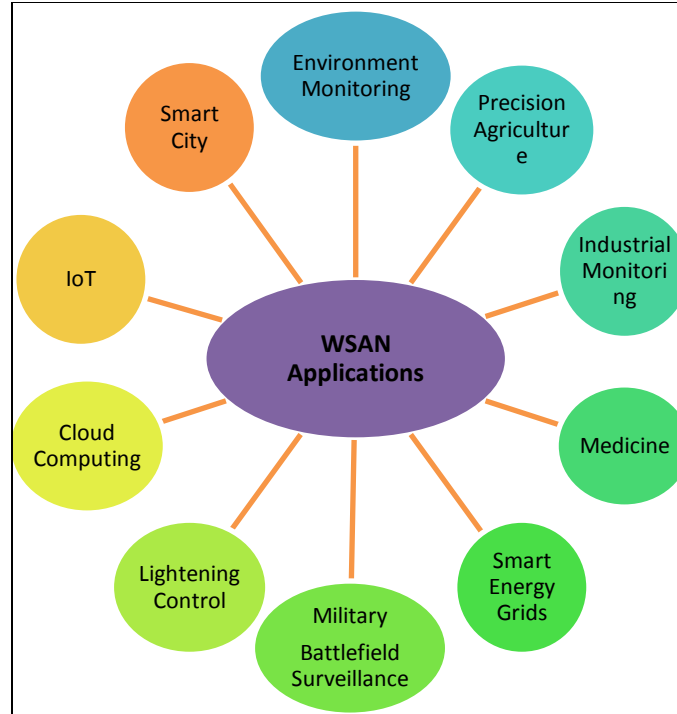 Environment
Monitoring
Precision
Agricultur
e
Smart
City
Industrial
Monitori
ng
IoT
WSAN
Applications
Cloud
Computing
Medicine
Lightening
Control
Smart
Energy
Grids
Military
Battlefield
Surveillance